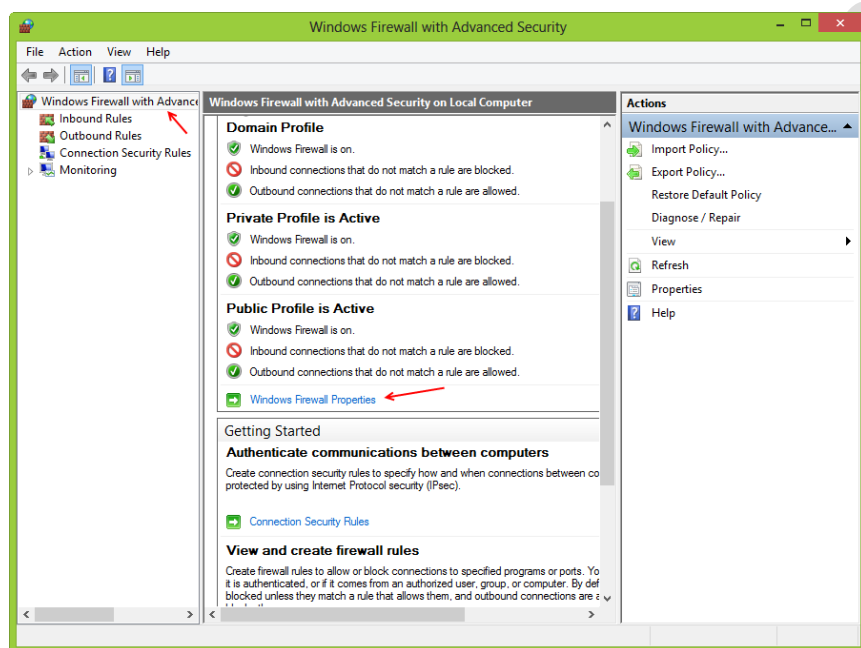 Windows Firewall with Advanced Security
File Action View Help
Windows Firewall with Advance
Inbound Rules
Outbound Rules
Connection Security Rules
Monitoring
Windows Firewall with Advanced Security on Local Computer
Domain Profile
Windows Firewall is on.
Inbound connections that do not match a rule are blocked.
Outbound connections that do not match a rule are allowed.
Private Profile is Active
Windows Firewall is on.
Inbound connections that do not match a rule are blocked.
Outbound connections that do not match a rule are allowed.
Public Profile is Active
Windows Firewall is on.
Inbound connections that do not match a rule are blocked.
Outbound connections that do not match a rule are allowed.
Windows Firewall Properties
Getting Started
Authenticate communications between computers
Create connection security rules to specify how and when connections between co
protected by using Internet Protocol security (IPsec).
Connection Security Rules
View and create firewall rules
Create firewall rules to allow or block connections to specified programs or ports. Yo
it is authenticated, or if it comes from an authorized user, group, or computer. By def
blocked unless they match a rule that allows them, and outbound connections are a
Actions
Windows Firewall with Advance...
Import Policy...
Export Policy...
Restore Default Policy
Diagnose / Repair
View
Refresh
Properties
Help